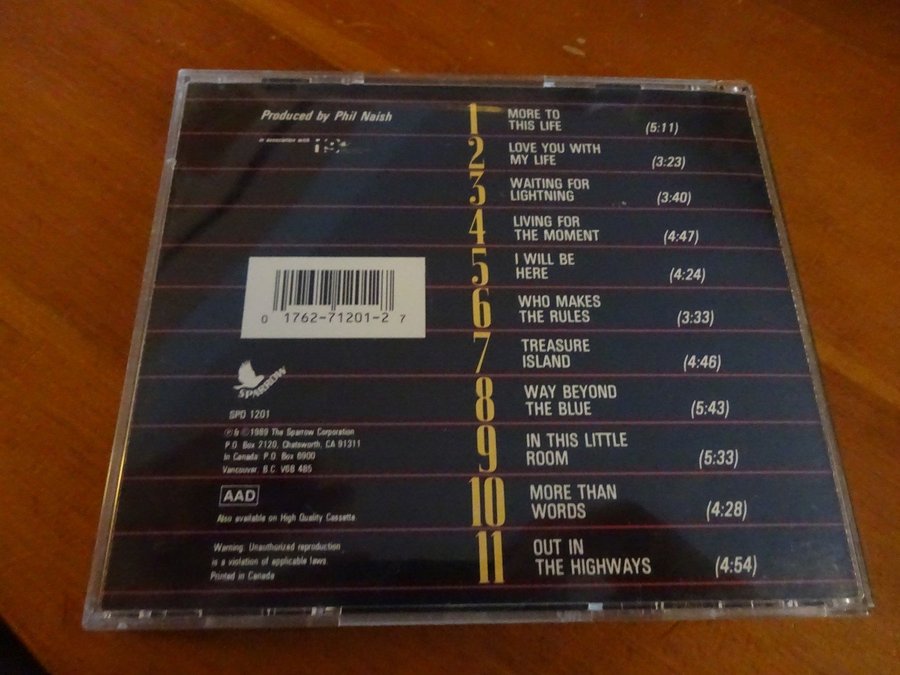 Produced by Phil Naish
in association with
1
MORE TO
THIS LIFE
(5:11)
2
LOVE YOU WITH
MY LIFE
(3:23)
3
WAITING FOR
LIGHTNING
(3:40)
4
LIVING FOR
THE MOMENT
(4:47)
5
I WILL BE
HERE
(4:24)
6
WHO MAKES
THE RULES
(3:33)
7
TREASURE
ISLAND
(4:46)
8
WAY BEYOND
THE BLUE
(5:43)
9
IN THIS LITTLE
ROOM
(5:33)
10
MORE THAN
WORDS
(4:28)
11
OUT IN
THE HIGHWAYS
(4:54)
0 1762-71201-2 7
SPARROW
SPD 1201
℗ & ©1989 The Sparrow Corporation
P.O. Box 2120, Chatsworth, CA 91311
In Canada: P.O. Box 6900
Vancouver, B.C. V6B 4B5
AAD
Also available on High Quality Cassette
Warning: Unauthorized reproduction
is a violation of applicable laws.
Printed in Canada